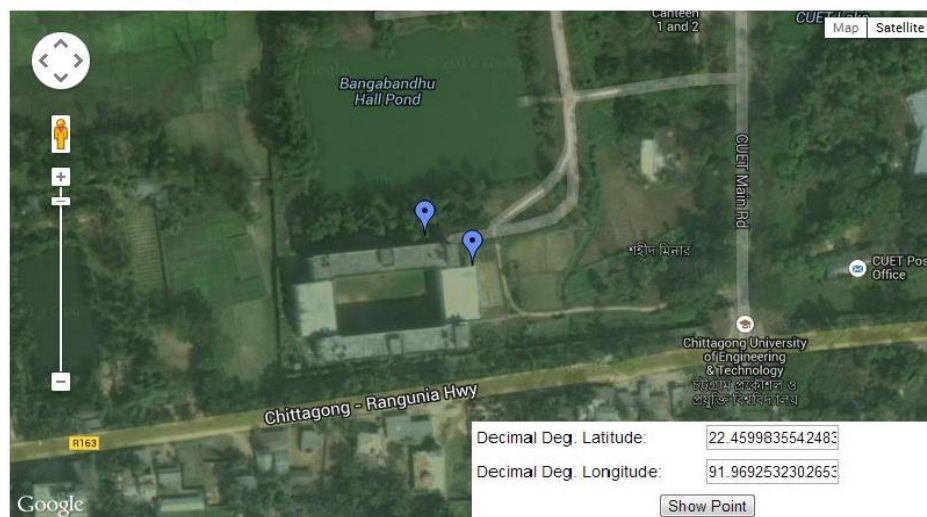 Canteen
1 and 2
CUET Lake
Map
Satellite
Bangabandhu
Hall Pond
CUET Main Rd
শহীদ মিনার
CUET Pos
Office
Chittagong University
of Engineering
& Technology
চট্টগ্রাম প্রকৌশল ও
প্রযুক্তি বিশ্ববিদ্যালয়
Chittagong - Rangunia Hwy
R163
Decimal Deg. Latitude:
22.4599835542483
Decimal Deg. Longitude:
91.9692532302653
Show Point
Google